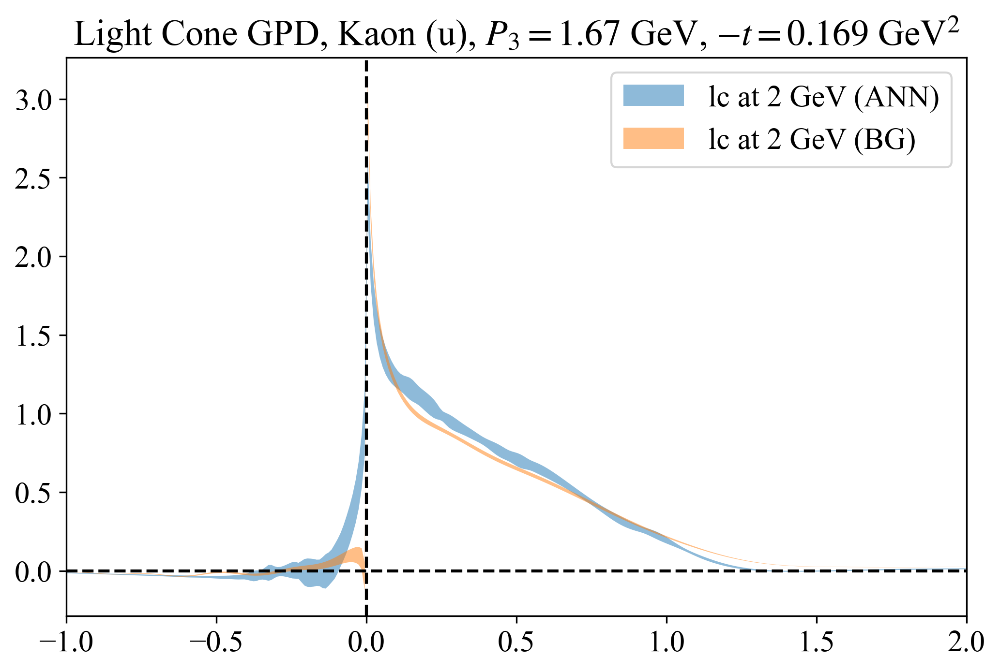 Light Cone GPD, Kaon (u), P₃ = 1.67 GeV, −t = 0.169 GeV²
lc at 2 GeV (ANN)
lc at 2 GeV (BG)
3.0
2.5
2.0
1.5
1.0
0.5
0.0
−1.0 −0.5 0.0 0.5 1.0 1.5 2.0